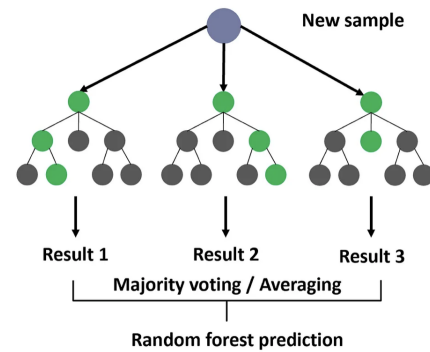 New sample
Result 1
Result 2
Result 3
Majority voting / Averaging
Random forest prediction